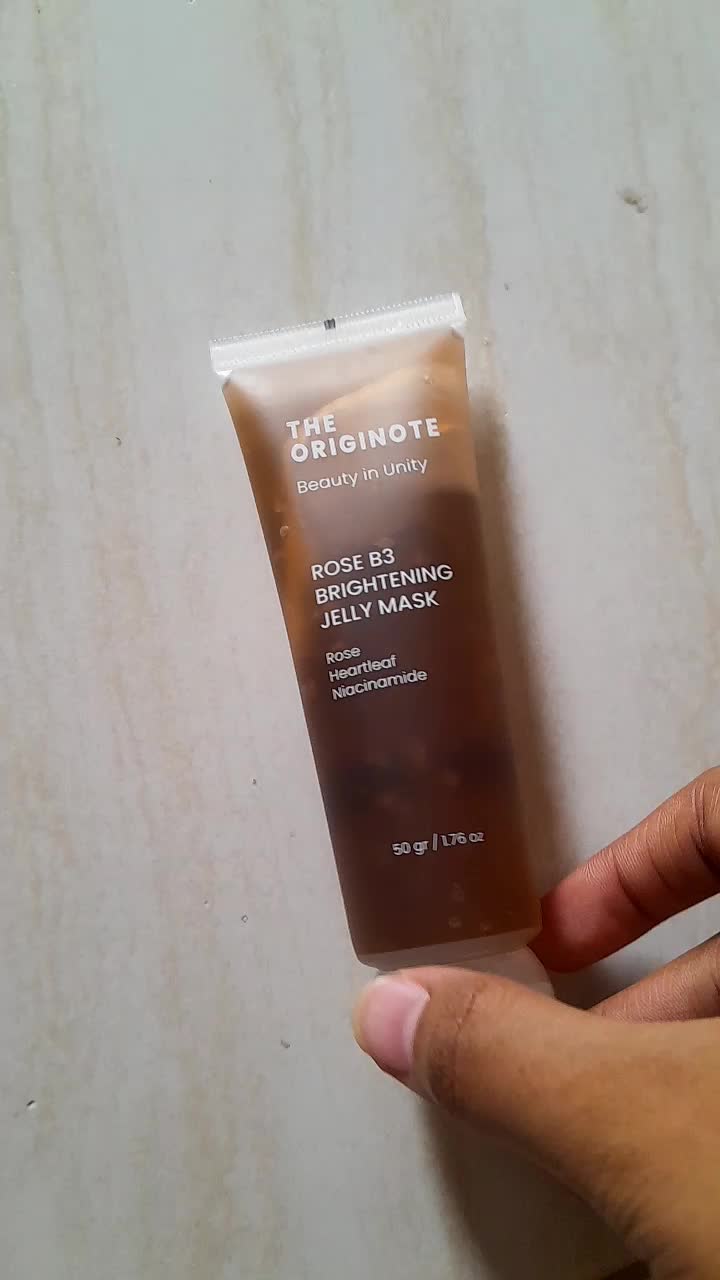 THE
ORIGINOTE
Beauty in Unity
ROSE B3
BRIGHTENING
JELLY MASK
Rose
Heartleaf
Niacinamide
50 gr / 1.76 oz